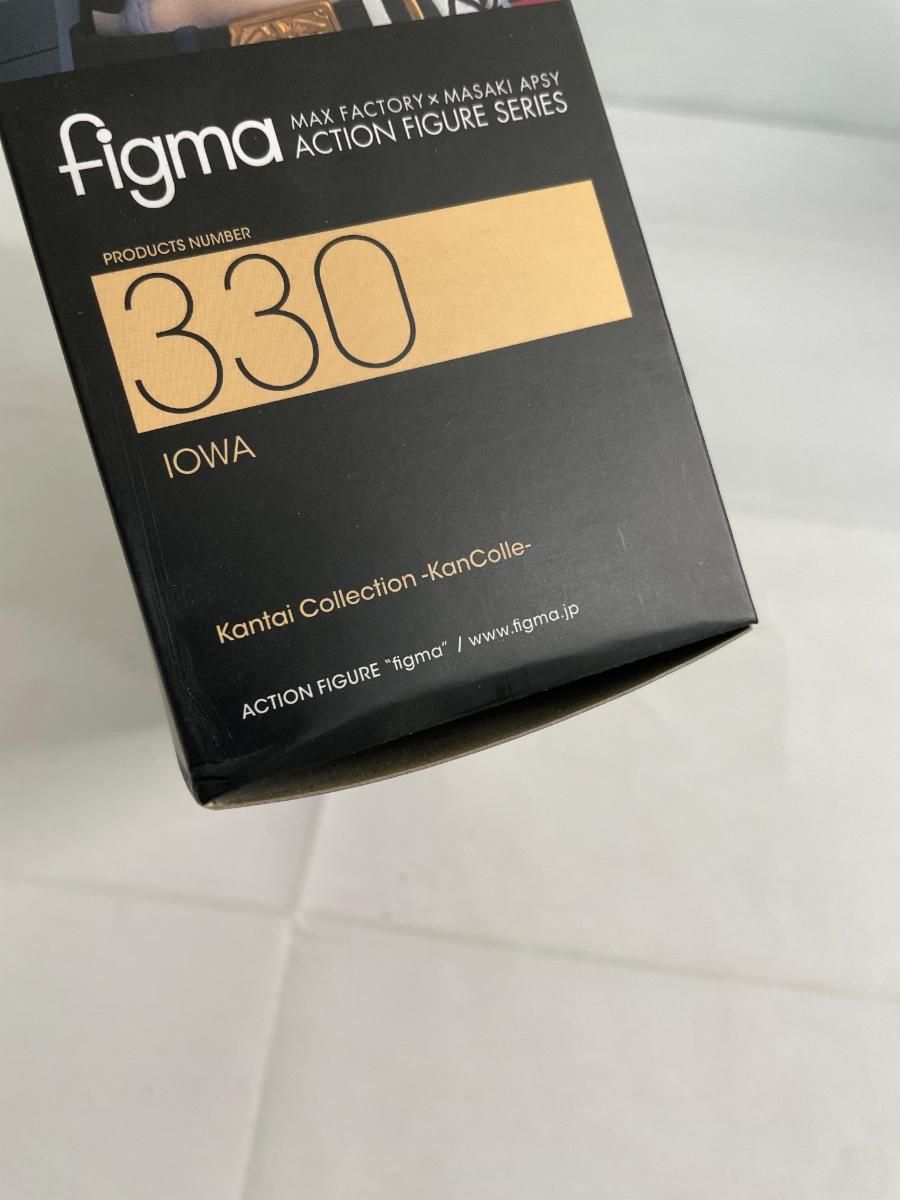 figma
MAX FACTORY × MASAKI APSY
ACTION FIGURE SERIES
PRODUCTS NUMBER
330
IOWA
Kantai Collection -KanColle-
ACTION FIGURE "figma" / www.figma.jp